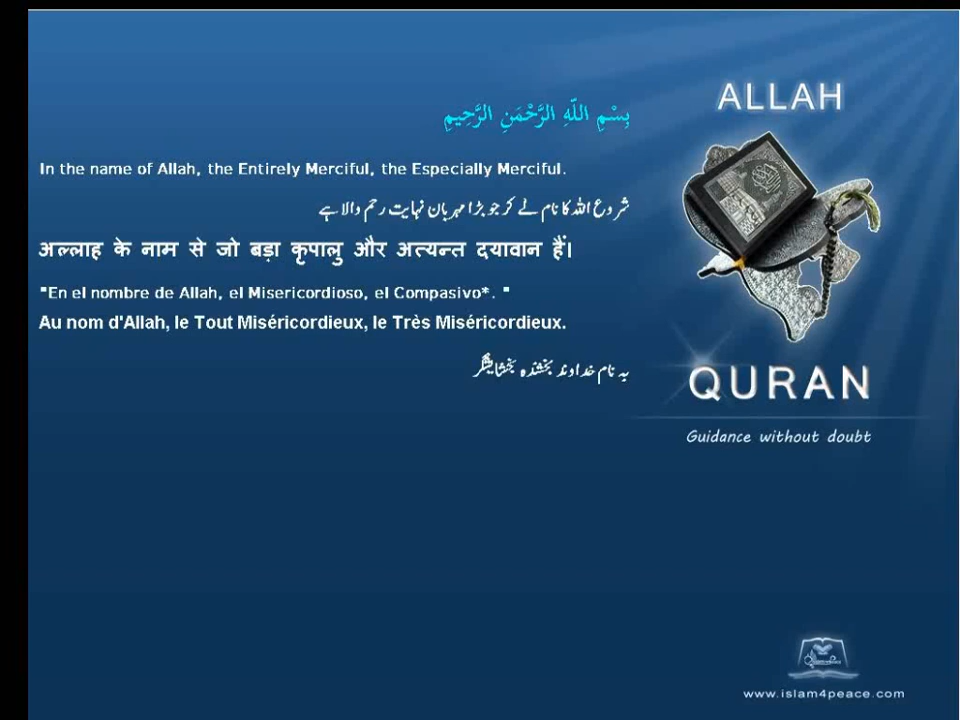 بِسْمِ اللّهِ الرَّحْمَنِ الرَّحِيمِ
In the name of Allah, the Entirely Merciful, the Especially Merciful.
شروع اللہ کا نام لے کر جو بڑا مہربان نہایت رحم والا ہے
अल्लाह के नाम से जो बड़ा कृपालु और अत्यन्त दयावान हैं।
"En el nombre de Allah, el Misericordioso, el Compasivo*. "
Au nom d'Allah, le Tout Miséricordieux, le Très Miséricordieux.
به نام خداوند بخشنده بخشایشگر
ALLAH
QURAN
Guidance without doubt
www.islam4peace.com